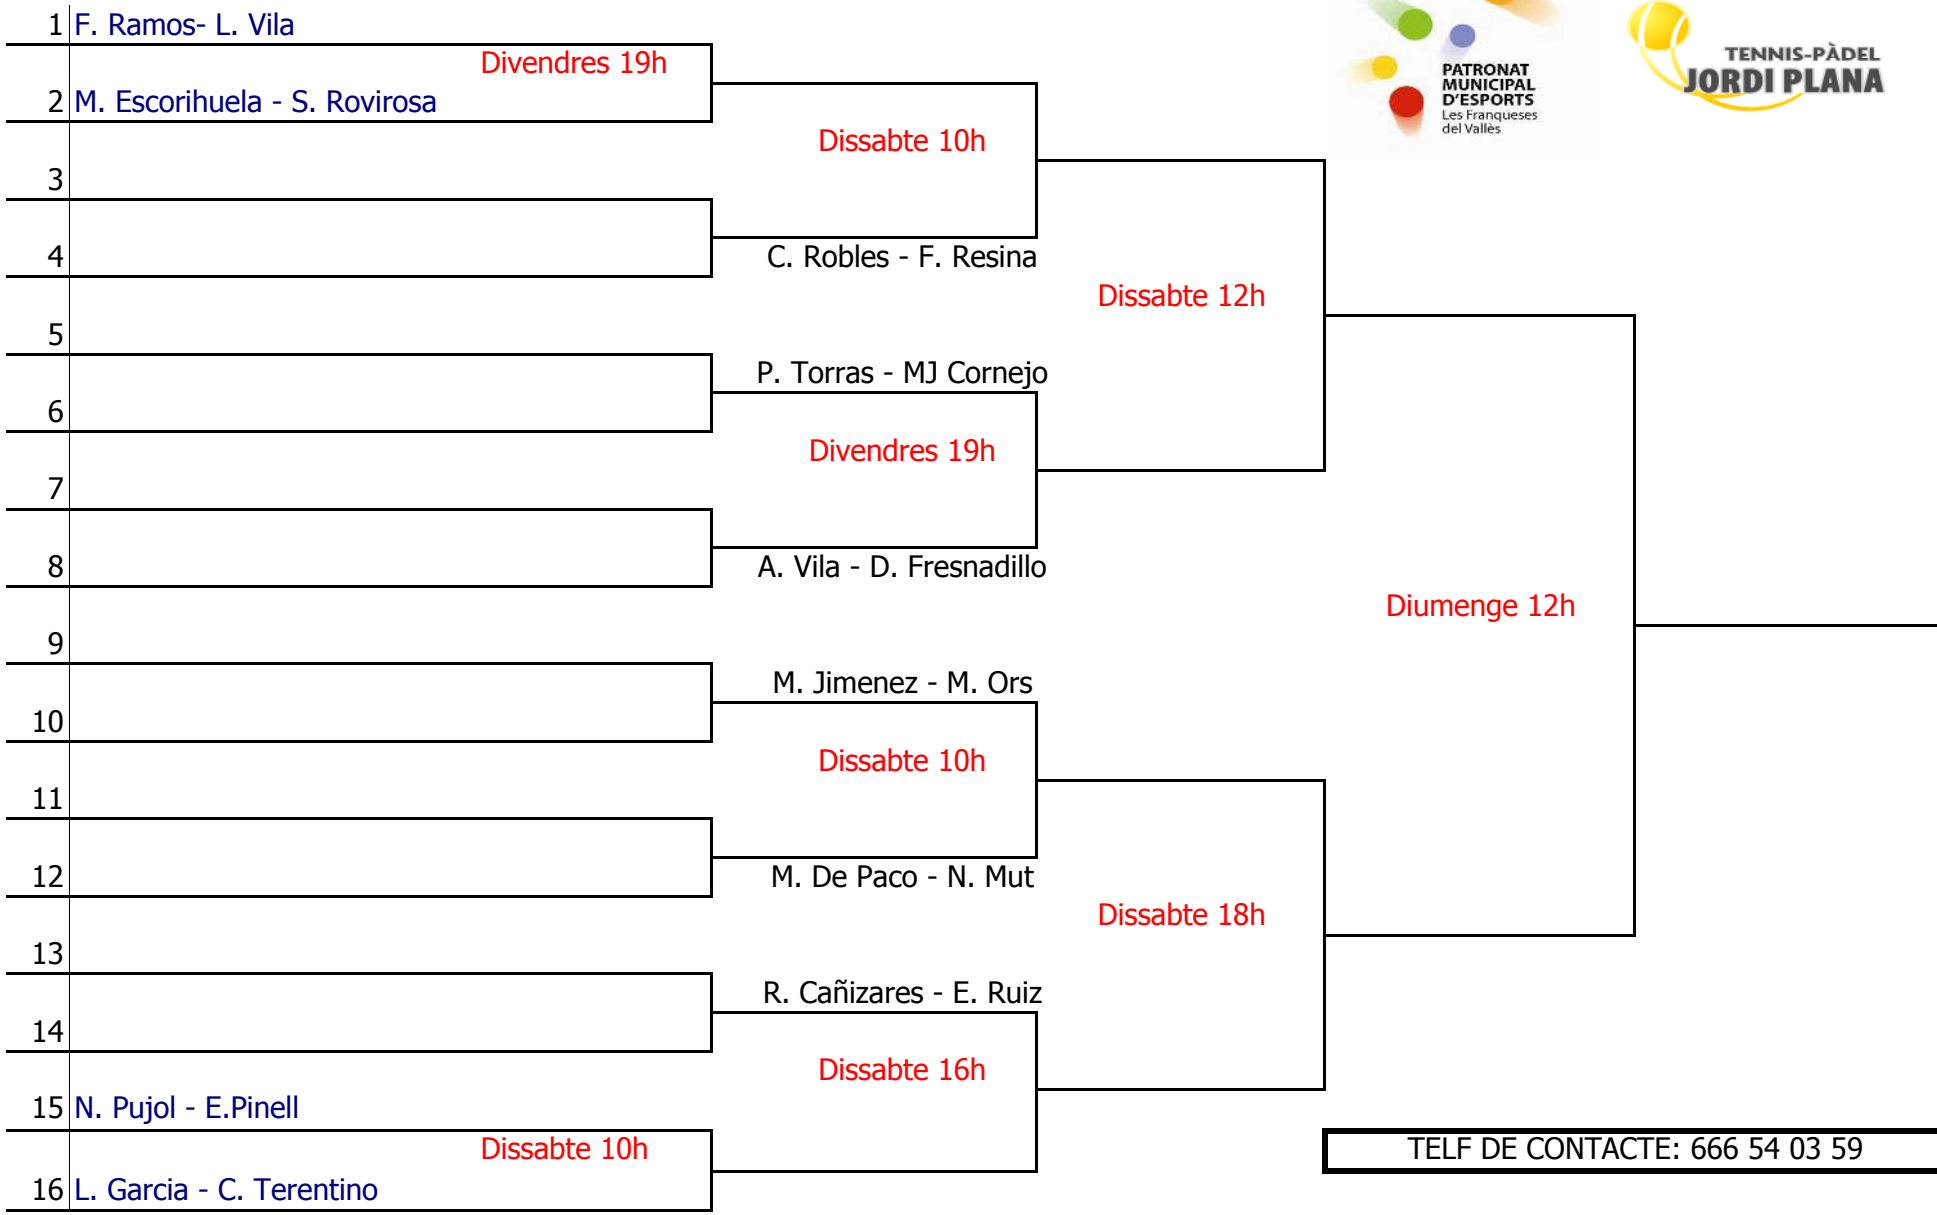 1 F. Ramos- L. Vila
Divendres 19h
2 M. Escorihuela - S. Rovirosa
PATRONAT
MUNICIPAL
D'ESPORTS
Les Franqueses
del Vallès
TENNIS-PÀDEL
JORDI PLANA
Dissabte 10h
3
4
C. Robles - F. Resina
Dissabte 12h
5
P. Torras - MJ Cornejo
6
Divendres 19h
7
8
A. Vila - D. Fresnadillo
Diumenge 12h
9
M. Jimenez - M. Ors
10
Dissabte 10h
11
12
M. De Paco - N. Mut
Dissabte 18h
13
R. Cañizares - E. Ruiz
14
Dissabte 16h
15 N. Pujol - E.Pinell
Dissabte 10h
TELF DE CONTACTE: 666 54 03 59
16 L. Garcia - C. Terentino